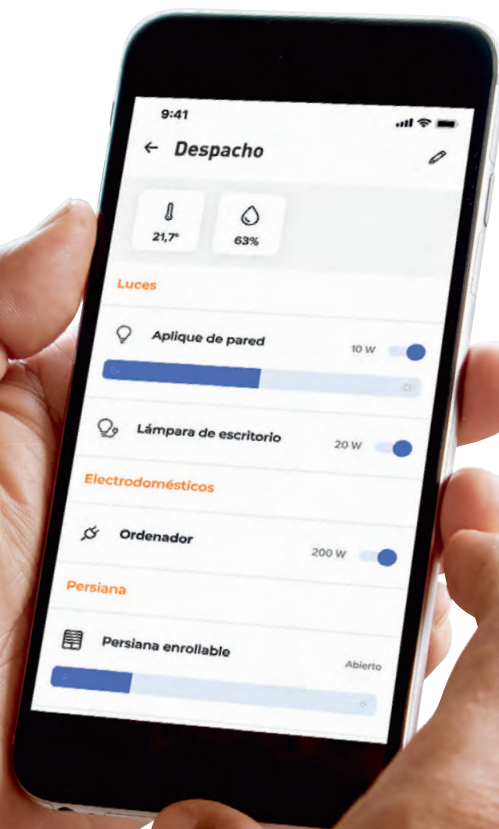 9:41
Despacho
21,7°
63%
Luces
Aplique de pared
10 W
Lámpara de escritorio
20 W
Electrodomésticos
Ordenador
200 W
Persiana
Persiana enrollable
Abierto